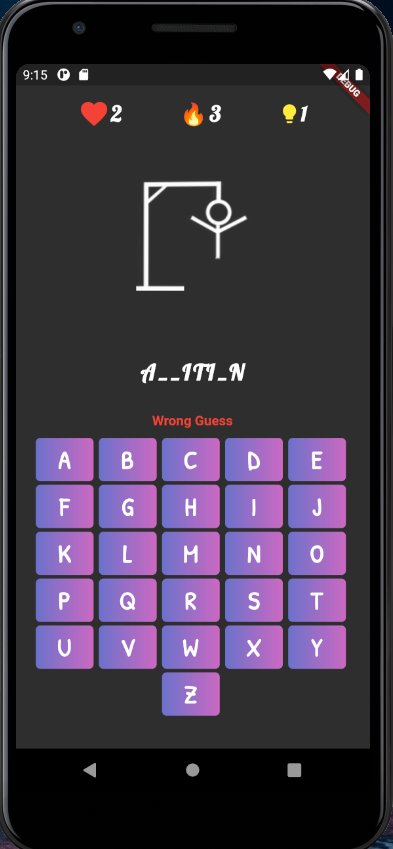 9:15
DEBUG
2 3 1
A__ITI_N
Wrong Guess
A B C D E
F G H I J
K L M N O
P Q R S T
U V W X Y
Z